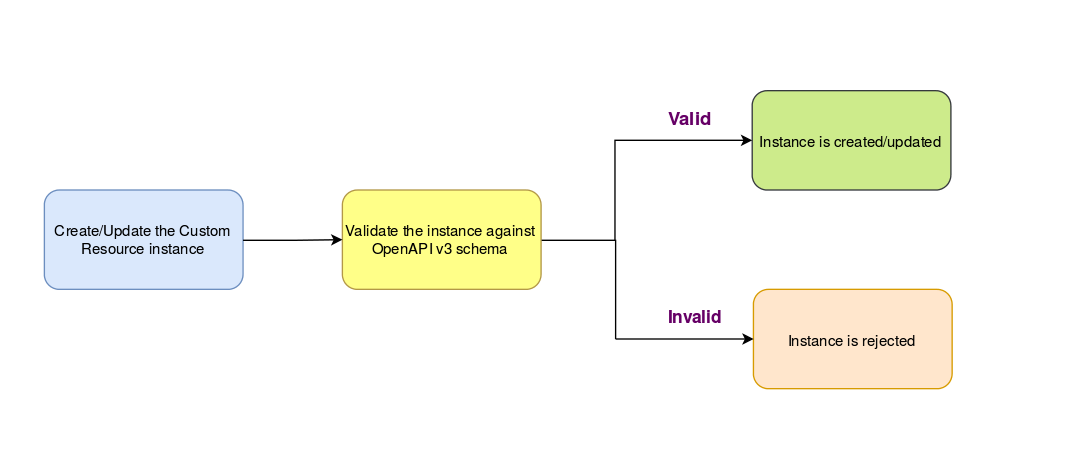 Valid
Instance is created/updated
Create/Update the Custom
Resource instance
Validate the instance against
OpenAPI v3 schema
Invalid
Instance is rejected